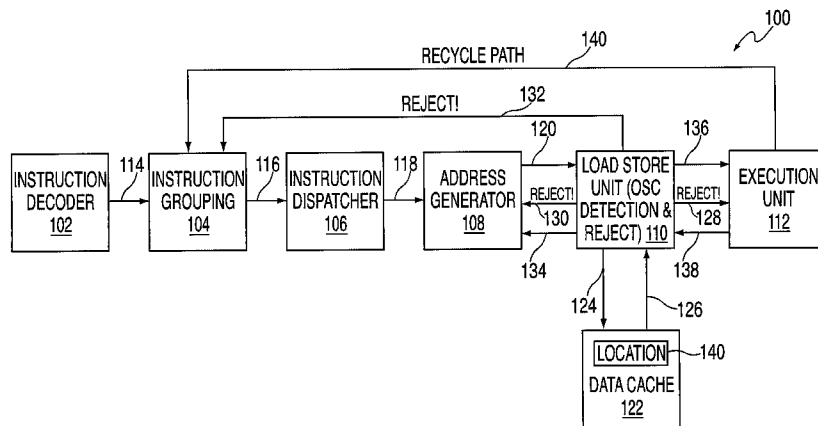 100
RECYCLE PATH
140
REJECT!
132
INSTRUCTION
DECODER
102
114
INSTRUCTION
GROUPING
104
116
INSTRUCTION
DISPATCHER
106
118
ADDRESS
GENERATOR
108
120
REJECT!
130
134
LOAD STORE
UNIT (OSC
DETECTION &
REJECT) 110
136
REJECT!
128
138
EXECUTION
UNIT
112
124
126
LOCATION
140
DATA CACHE
122